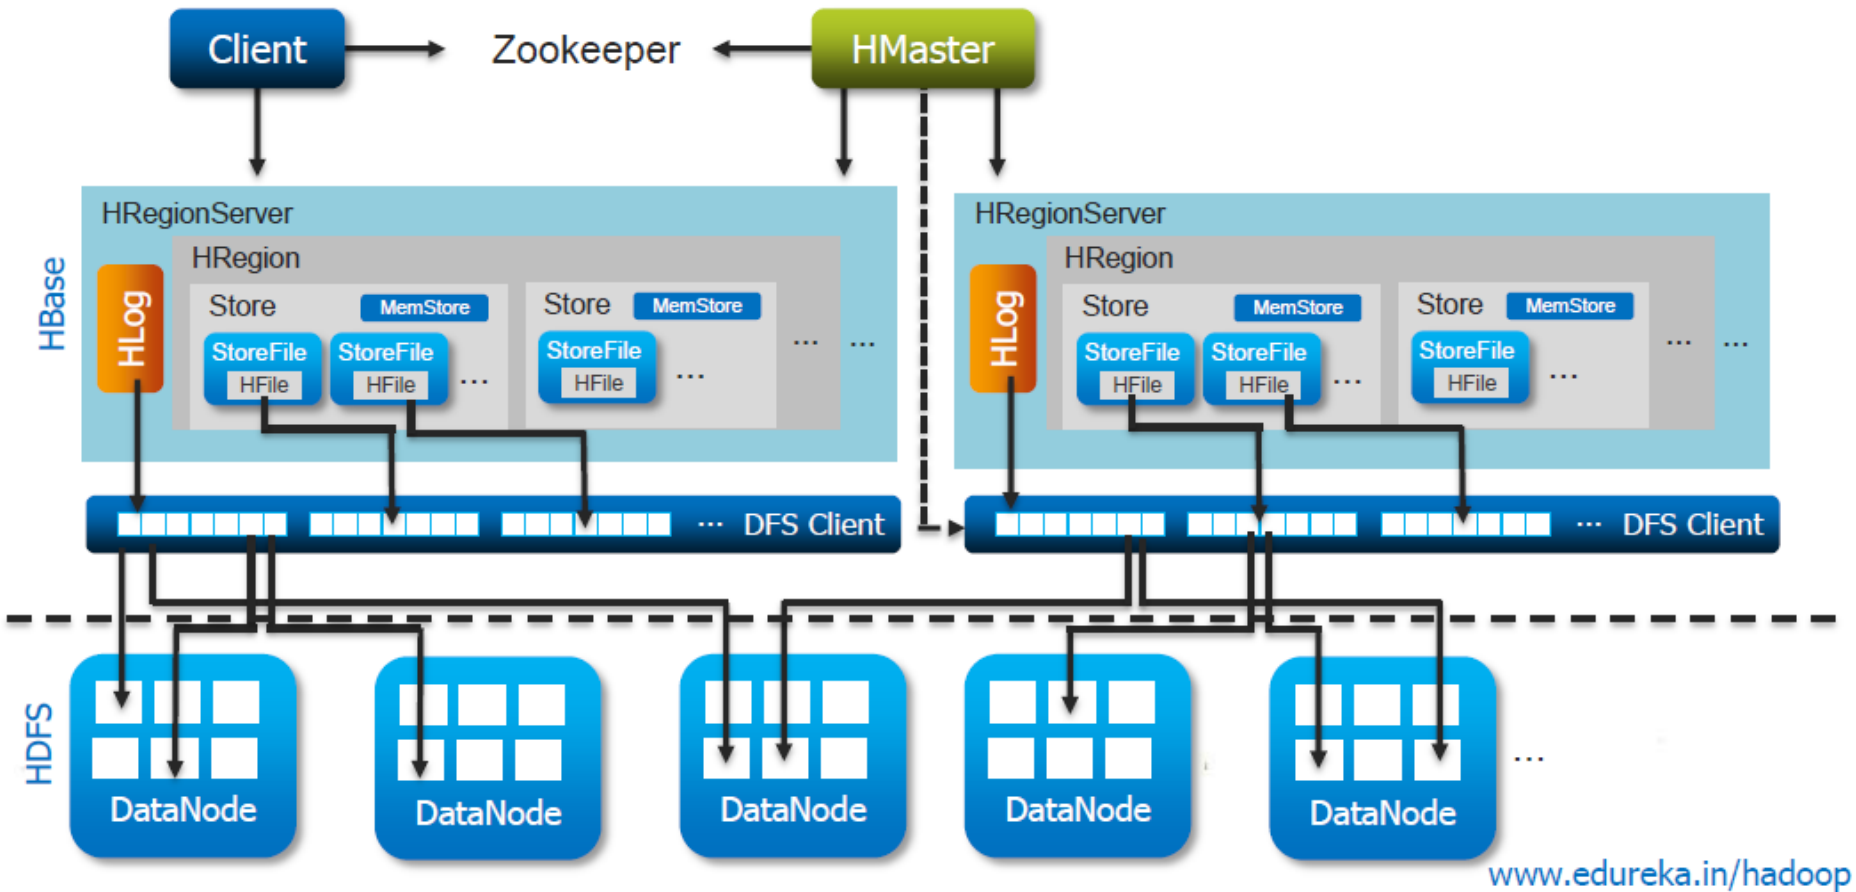 Client
Zookeeper
HMaster
HBase
HRegionServer
HRegion
HLog
Store
MemStore
StoreFile
HFile
StoreFile
HFile
...
Store
MemStore
StoreFile
HFile
...
...
...
HRegionServer
HRegion
HLog
Store
MemStore
StoreFile
HFile
StoreFile
HFile
...
Store
MemStore
StoreFile
HFile
...
...
...
... DFS Client
... DFS Client
HDFS
DataNode
DataNode
DataNode
DataNode
DataNode
...
www.edureka.in/hadoop